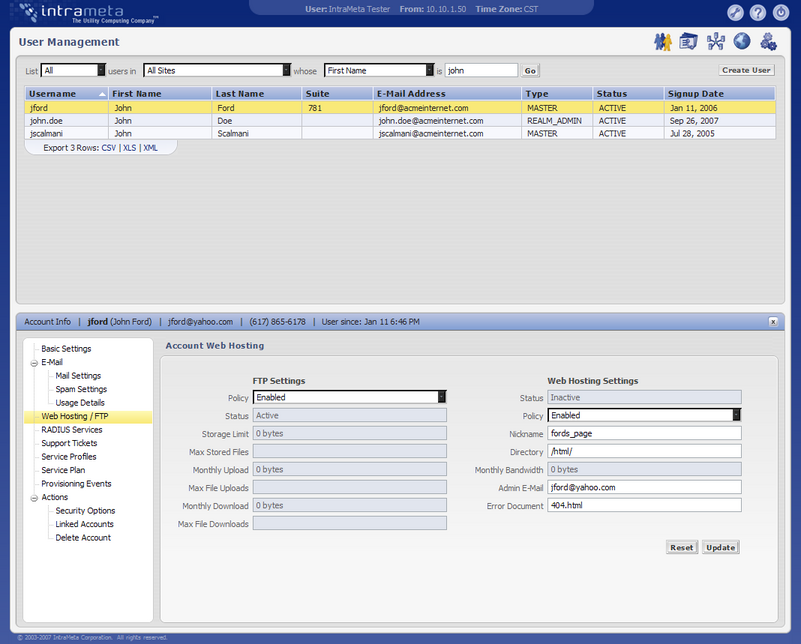 intrameta
The Utility Computing Company
User: IntraMeta Tester From: 10.10.1.50 Time Zone: CST
User Management
List All users in All Sites whose First Name is john Go Create User
Username First Name Last Name Suite E-Mail Address Type Status Signup Date
jford John Ford 781 jford@acmeinternet.com MASTER ACTIVE Jan 11, 2006
john.doe John Doe john.doe@acmeinternet.com REALM_ADMIN ACTIVE Sep 26, 2007
jscalmani John Scalmani jscalmani@acmeinternet.com MASTER ACTIVE Jul 28, 2005
Export 3 Rows: CSV | XLS | XML
Account Info | jford (John Ford) | jford@yahoo.com | (617) 865-6178 | User since: Jan 11 6:46 PM x
Basic Settings
E-Mail
Mail Settings
Spam Settings
Usage Details
Web Hosting / FTP
RADIUS Services
Support Tickets
Service Profiles
Service Plan
Provisioning Events
Actions
Security Options
Linked Accounts
Delete Account
Account Web Hosting
FTP Settings
Policy Enabled
Status Active
Storage Limit 0 bytes
Max Stored Files
Monthly Upload 0 bytes
Max File Uploads
Monthly Download 0 bytes
Max File Downloads
Web Hosting Settings
Status Inactive
Policy Enabled
Nickname fords_page
Directory /html/
Monthly Bandwidth 0 bytes
Admin E-Mail jford@yahoo.com
Error Document 404.html
Reset Update
© 2003-2007 IntraMeta Corporation. All rights reserved.